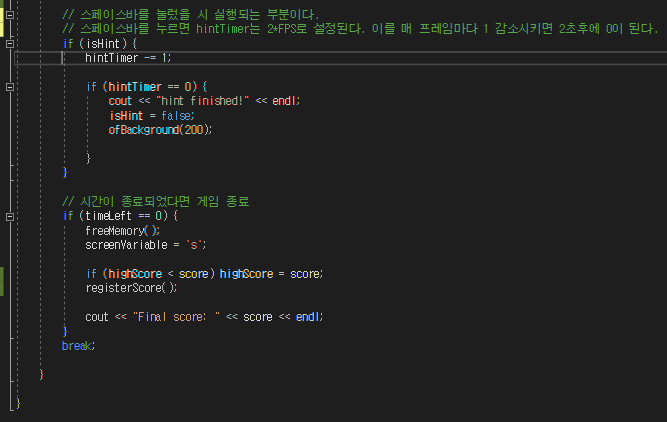 // 스페이스바를 눌렀을 시 실행되는 부분이다.
// 스페이스바를 누르면 hintTimer는 2*FPS로 설정된다. 이를 매 프레임마다 1 감소시키면 2초후에 0이 된다.
if (isHint) {
hintTimer -= 1;
if (hintTimer == 0) {
cout << "hint finished!" << endl;
isHint = false;
ofBackground(200);
}
}
// 시간이 종료되었다면 게임 종료
if (timeLeft == 0) {
freeMemory();
screenVariable = 's';
if (highScore < score) highScore = score;
registerScore();
cout << "Final score: " << score << endl;
}
break;
}
}